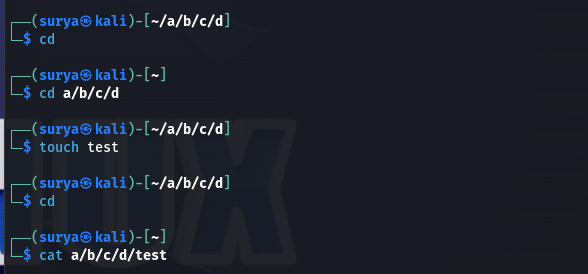 ┌──(surya㉿kali)-[~/a/b/c/d]
└─$ cd
┌──(surya㉿kali)-[~]
└─$ cd a/b/c/d
┌──(surya㉿kali)-[~/a/b/c/d]
└─$ touch test
┌──(surya㉿kali)-[~/a/b/c/d]
└─$ cd
┌──(surya㉿kali)-[~]
└─$ cat a/b/c/d/test